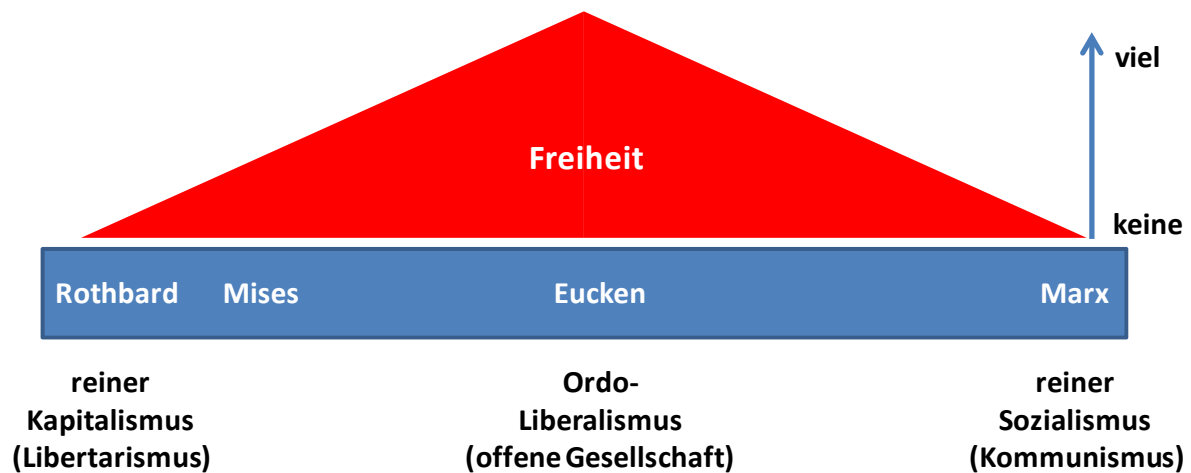 viel
Freiheit
keine
Rothbard Mises Eucken Marx
reiner
Kapitalismus
(Libertarismus)
Ordo-
Liberalismus
(offene Gesellschaft)
reiner
Sozialismus
(Kommunismus)